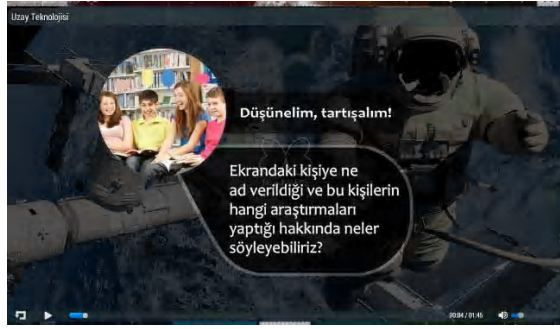 Uzay Teknolojisi
Düşünelim, tartışalım!
Ekrandaki kişiye ne
ad verildiği ve bu kişilerin
hangi araştırmaları
yaptığı hakkında neler
söyleyebiliriz?
00:04 / 01:45